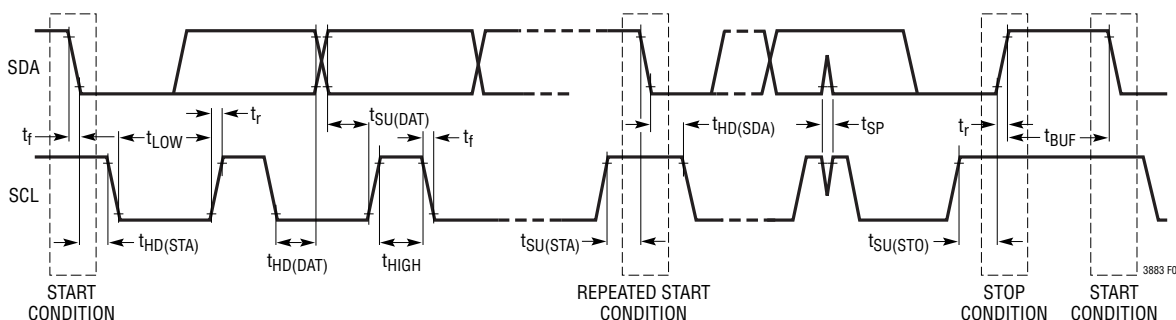 SDA
t_f
t_LOW
t_r
t_SU(DAT)
t_f
t_HD(SDA)
t_SP
t_r
t_BUF
SCL
t_HD(STA)
t_HD(DAT)
t_HIGH
t_SU(STA)
t_SU(STO)
3883 F0
START
CONDITION
REPEATED START
CONDITION
STOP
CONDITION
START
CONDITION